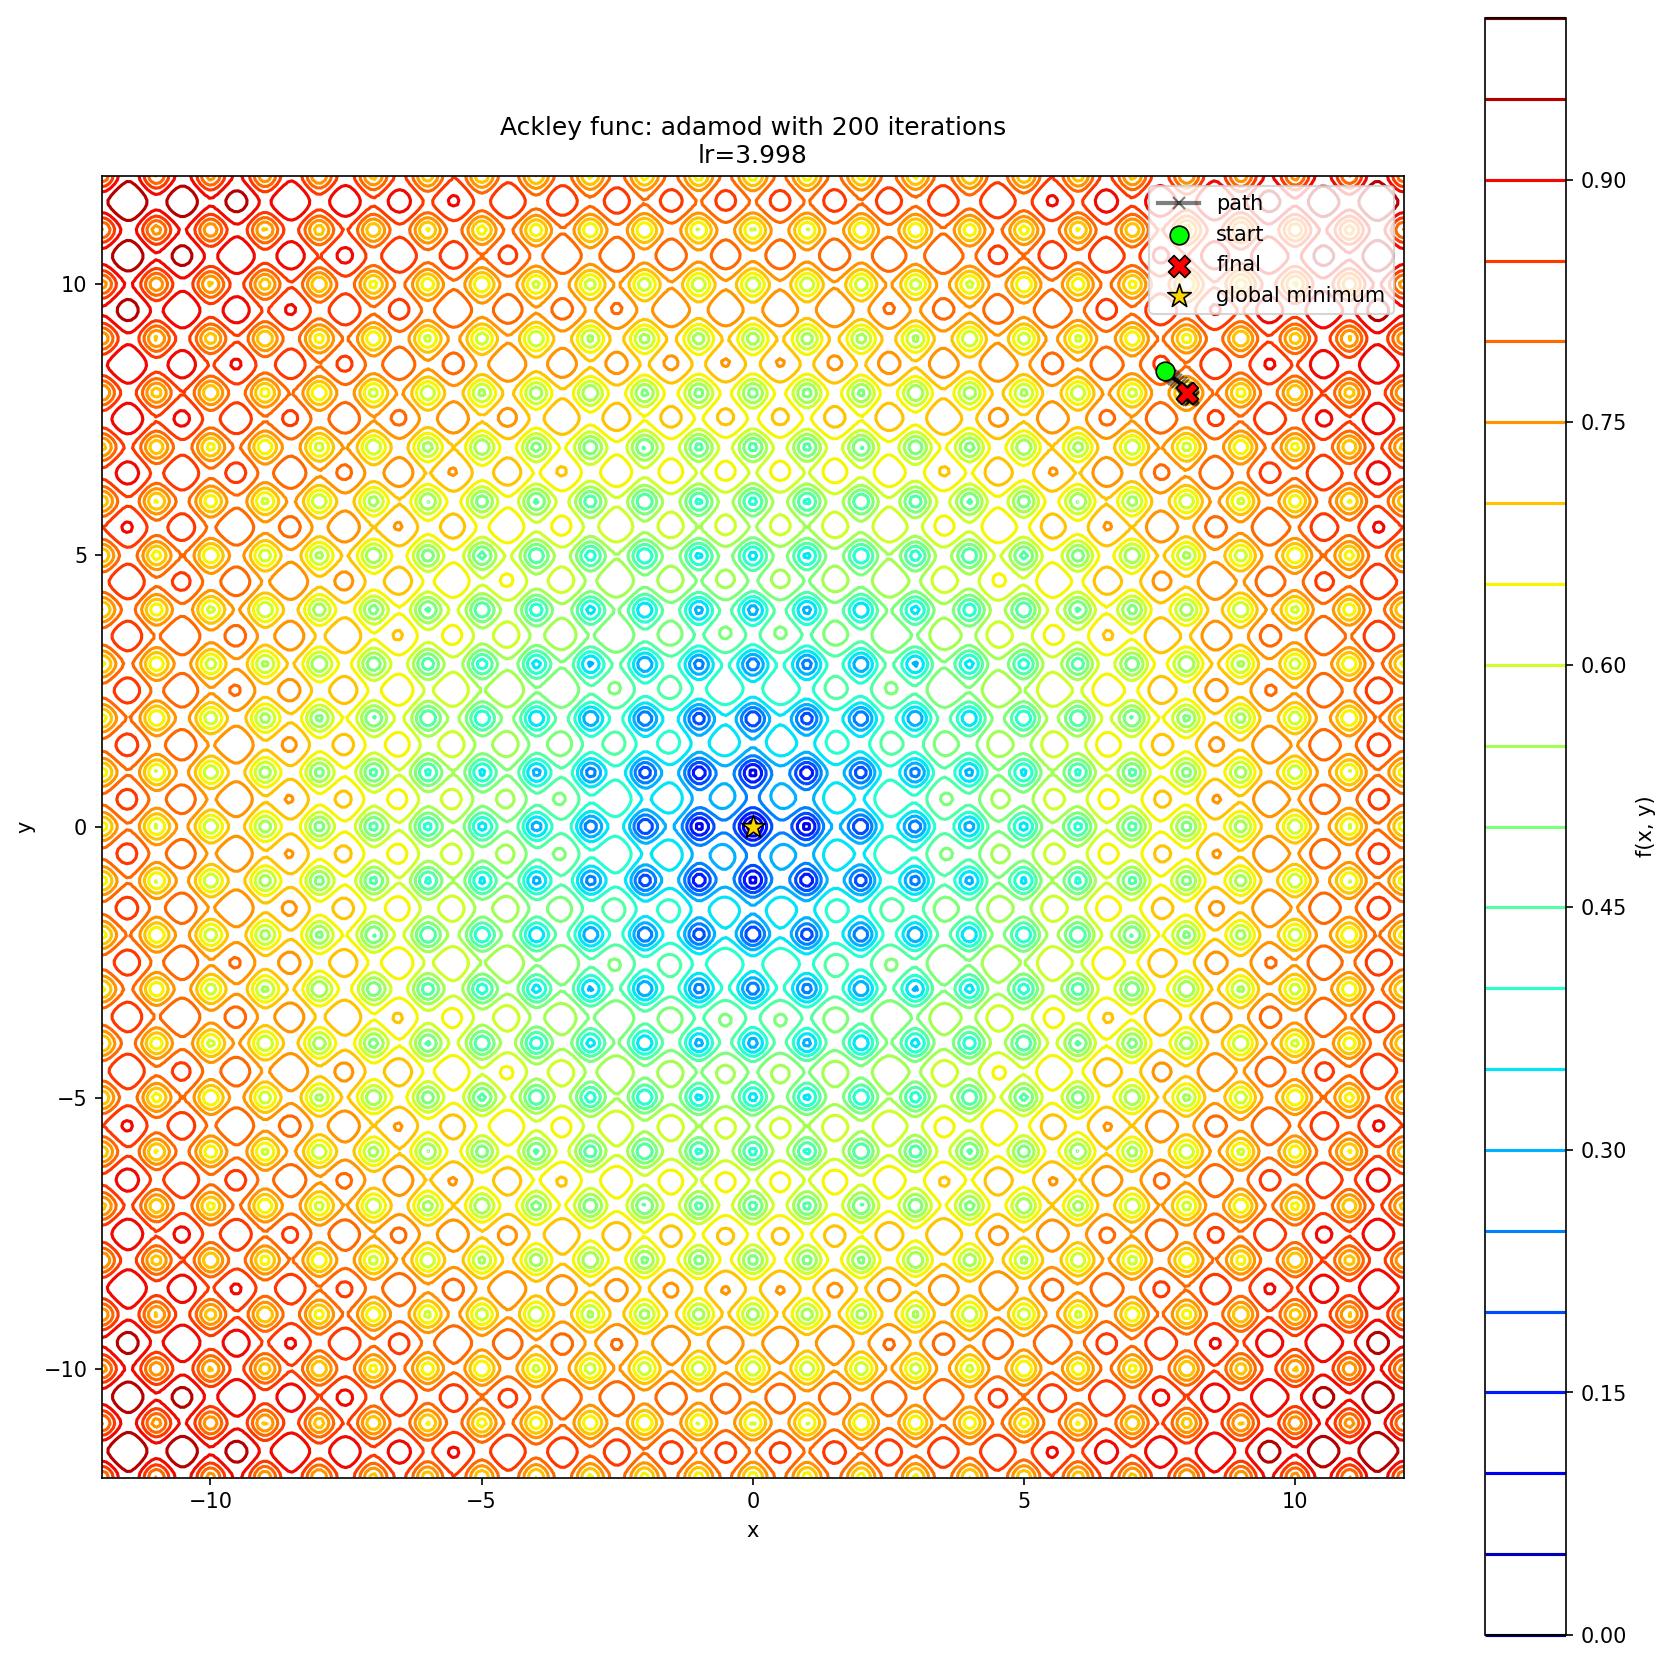 Ackley func: adamod with 200 iterations
lr=3.998
path
start
final
global minimum
10
5
0
−5
−10
y
−10
−5
0
5
10
x
0.90
0.75
0.60
0.45
0.30
0.15
0.00
f(x, y)